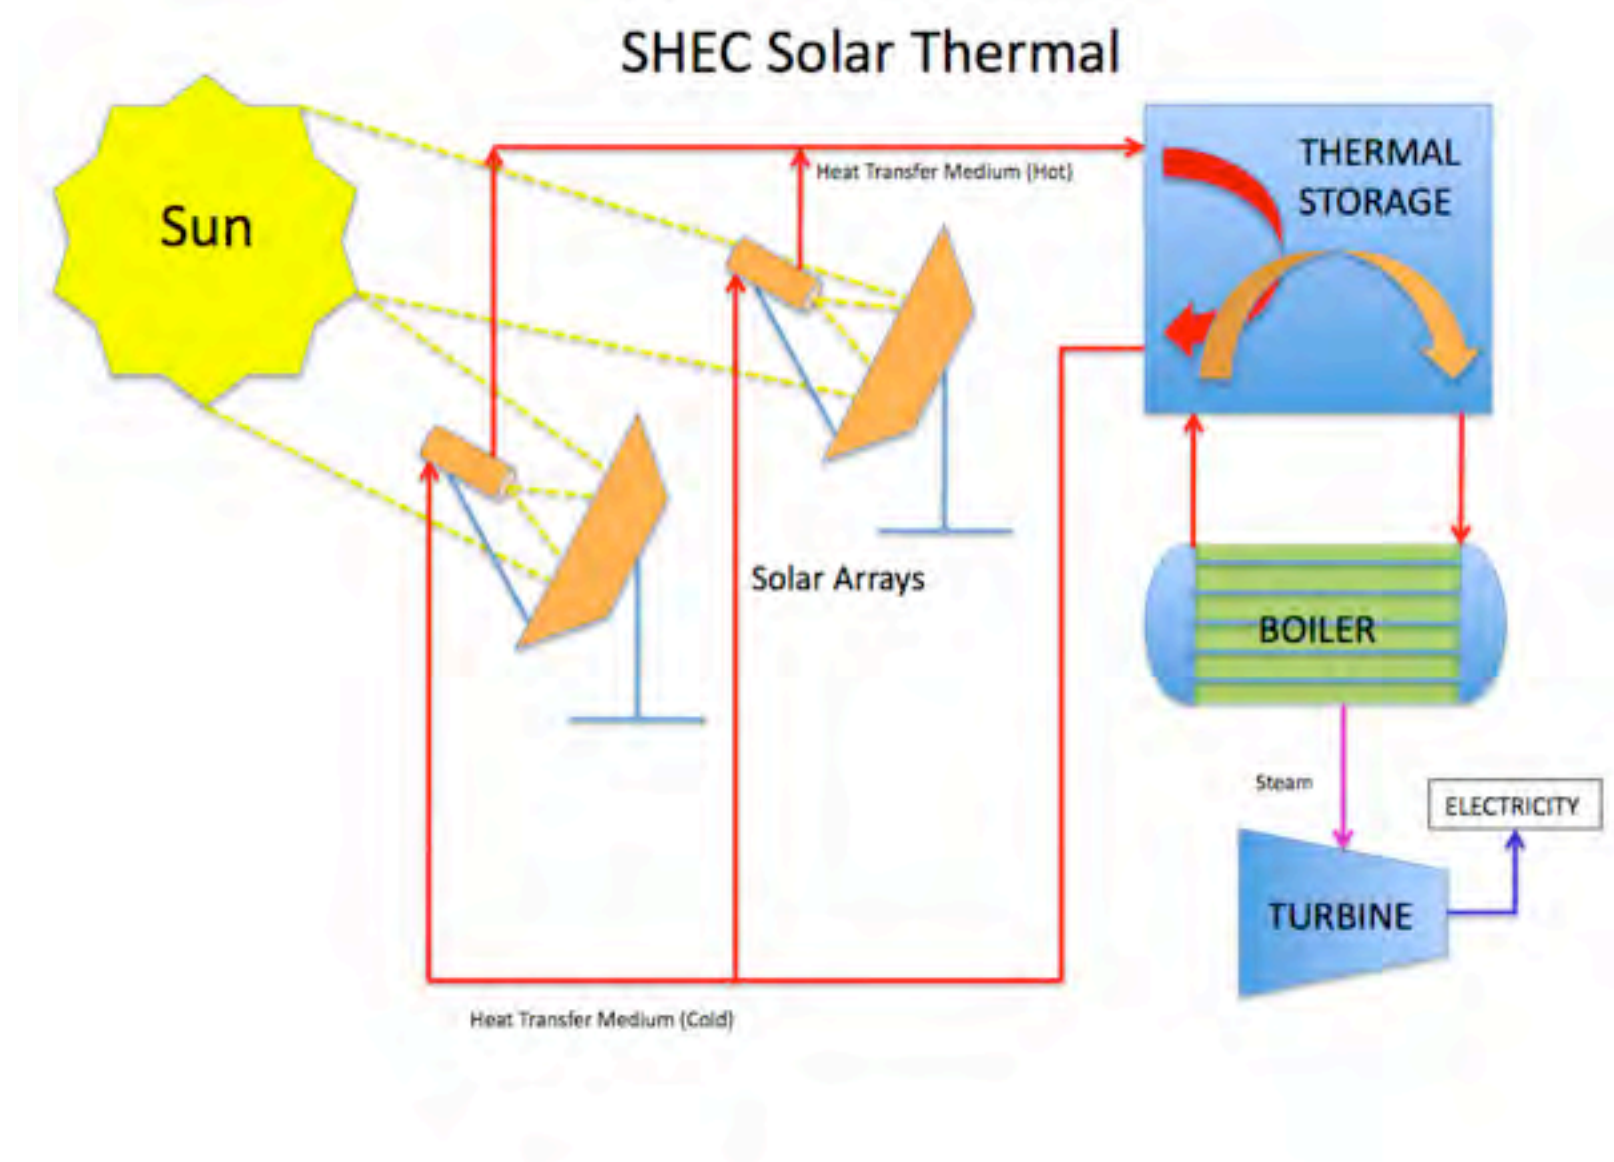 SHEC Solar Thermal
Sun
Heat Transfer Medium (Hot)
THERMAL
STORAGE
Solar Arrays
BOILER
Steam
ELECTRICITY
TURBINE
Heat Transfer Medium (Cold)